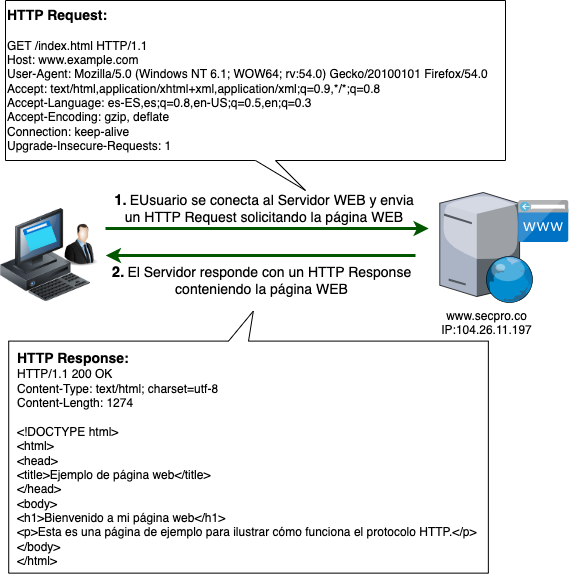 HTTP Request:
GET /index.html HTTP/1.1
Host: www.example.com
User-Agent: Mozilla/5.0 (Windows NT 6.1; WOW64; rv:54.0) Gecko/20100101 Firefox/54.0
Accept: text/html,application/xhtml+xml,application/xml;q=0.9,*/*;q=0.8
Accept-Language: es-ES,es;q=0.8,en-US;q=0.5,en;q=0.3
Accept-Encoding: gzip, deflate
Connection: keep-alive
Upgrade-Insecure-Requests: 1
1. EUsuario se conecta al Servidor WEB y envia
un HTTP Request solicitando la página WEB
WWW
2. El Servidor responde con un HTTP Response
conteniendo la página WEB
www.secpro.co
IP:104.26.11.197
HTTP Response:
HTTP/1.1 200 OK
Content-Type: text/html; charset=utf-8
Content-Length: 1274
<!DOCTYPE html>
<html>
<head>
<title>Ejemplo de página web</title>
</head>
<body>
<h1>Bienvenido a mi página web</h1>
<p>Esta es una página de ejemplo para ilustrar cómo funciona el protocolo HTTP.</p>
</body>
</html>